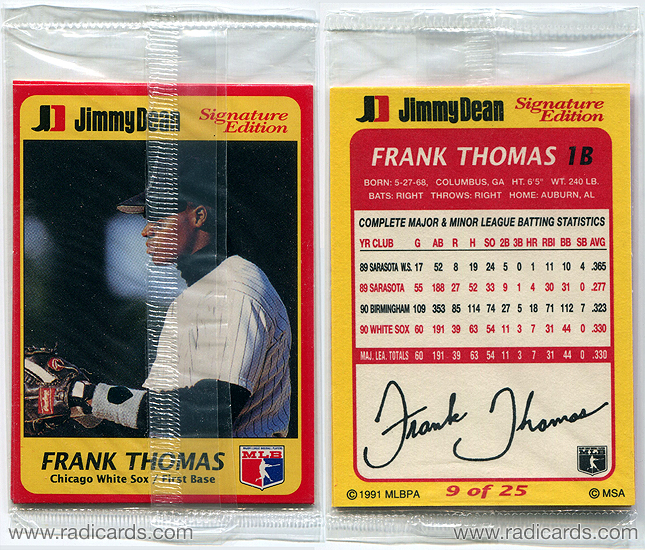 JimmyDean Signature Edition
FRANK THOMAS
Chicago White Sox / First Base
MAJOR LEAGUE BASEBALL PLAYERS
MLB
www.radicards.com
JimmyDean Signature Edition
FRANK THOMAS 1B
BORN: 5-27-68, COLUMBUS, GA HT. 6'5" WT. 240 LB.
BATS: RIGHT THROWS: RIGHT HOME: AUBURN, AL
COMPLETE MAJOR & MINOR LEAGUE BATTING STATISTICS
YR CLUB G AB R H SO 2B 3B HR RBI BB SB AVG
89 SARASOTA W.S. 17 52 8 19 24 5 0 1 11 10 4 .365
89 SARASOTA 55 188 27 52 33 9 1 4 30 31 0 .277
90 BIRMINGHAM 109 353 85 114 74 27 5 18 71 112 7 .323
90 WHITE SOX 60 191 39 63 54 11 3 7 31 44 0 .330
MAJ. LEA. TOTALS 60 191 39 63 54 11 3 7 31 44 0 .330
Frank Thomas
MLB
© 1991 MLBPA 9 of 25 © MSA
www.radicards.com